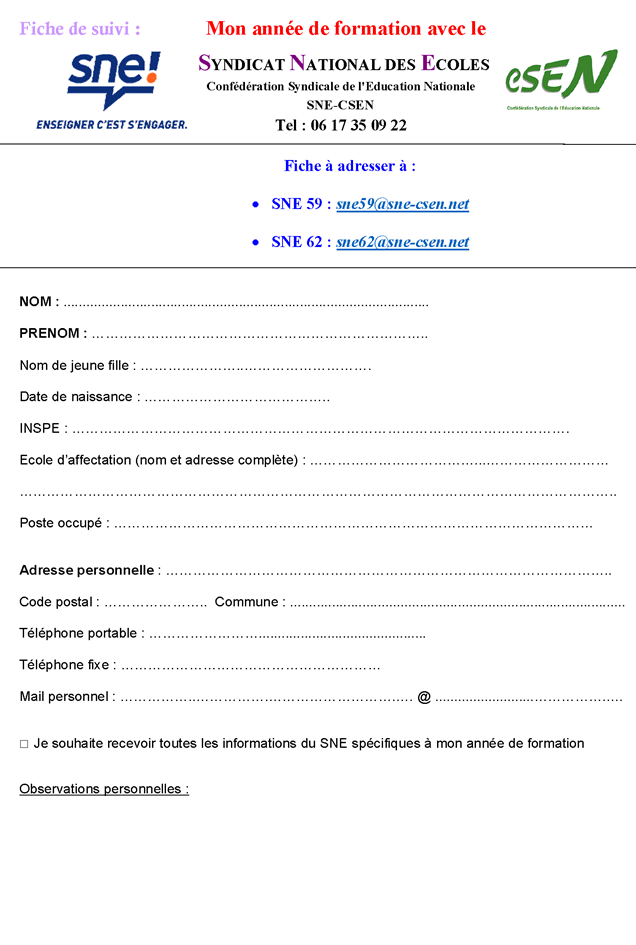 Fiche de suivi : Mon année de formation avec le
sne!
ENSEIGNER C'EST S'ENGAGER.
SYNDICAT NATIONAL DES ECOLES
Confédération Syndicale de l'Education Nationale
SNE-CSEN
Tel : 06 17 35 09 22
CSEN
Confédération Syndicale de l'Education Nationale
Fiche à adresser à :
• SNE 59 : sne59@sne-csen.net
• SNE 62 : sne62@sne-csen.net
NOM : ................................................................................................
PRENOM : …………………………………………………………………..
Nom de jeune fille : …………………..……………………….
Date de naissance : …………………………………..
INSPE : ……………………………………………………………………………………………….
Ecole d'affectation (nom et adresse complète) : ………………………………...………………………
…………………………………………………………………………………………………………………..
Poste occupé : ……………………………………………………………………………………………
Adresse personnelle : ……………………………………………………………………………………..
Code postal : ………………….. Commune : ........................................................................................
Téléphone portable : ……………………............................................
Téléphone fixe : …………………………………………………
Mail personnel : ……………..…………….………………………. @ ...........................………………..
□ Je souhaite recevoir toutes les informations du SNE spécifiques à mon année de formation
Observations personnelles :